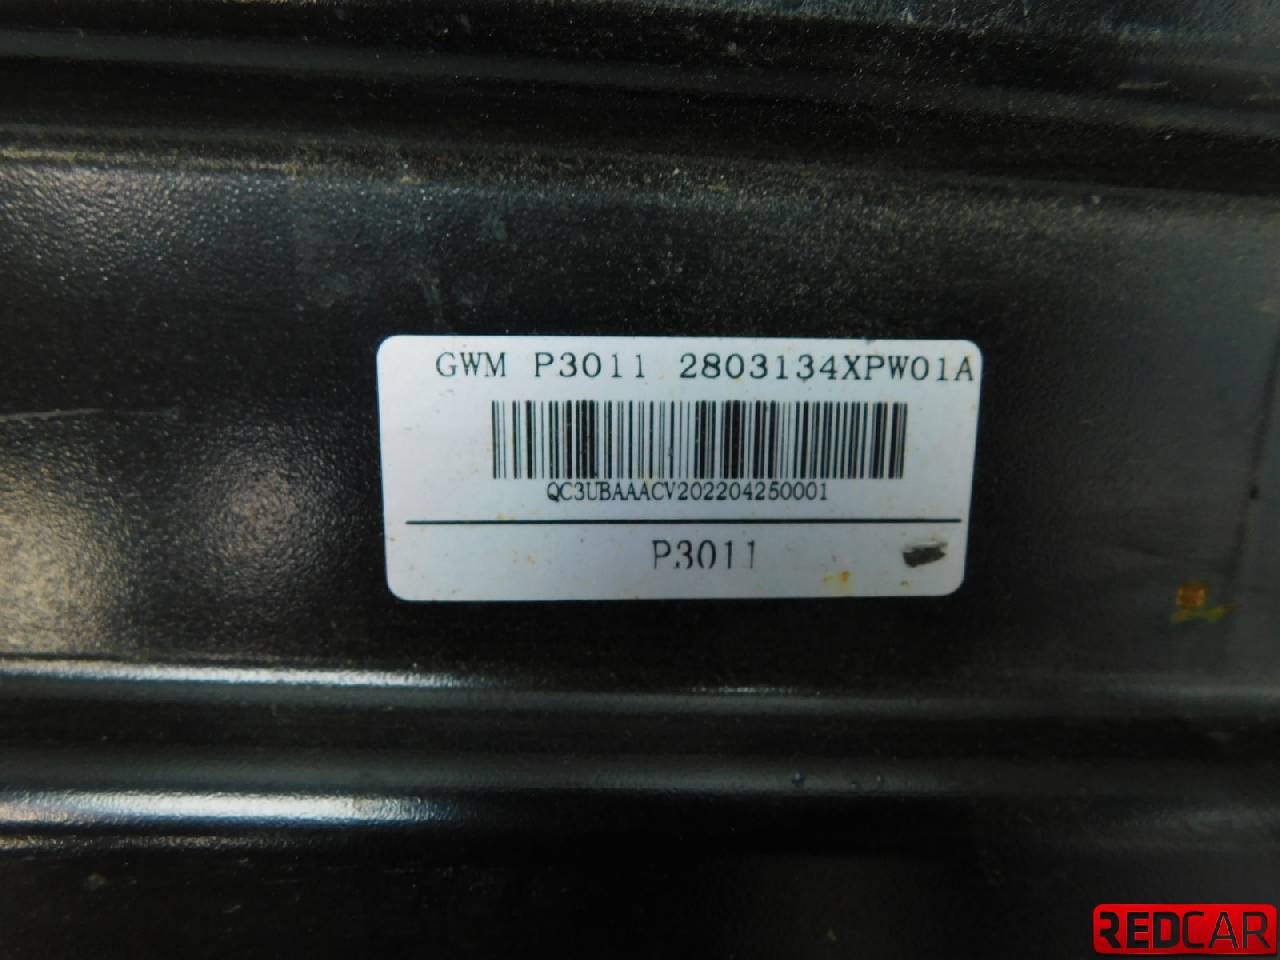 GWM P3011 2803134XPW01A
QC3UBAAACV202204250001
P3011
REDCAR